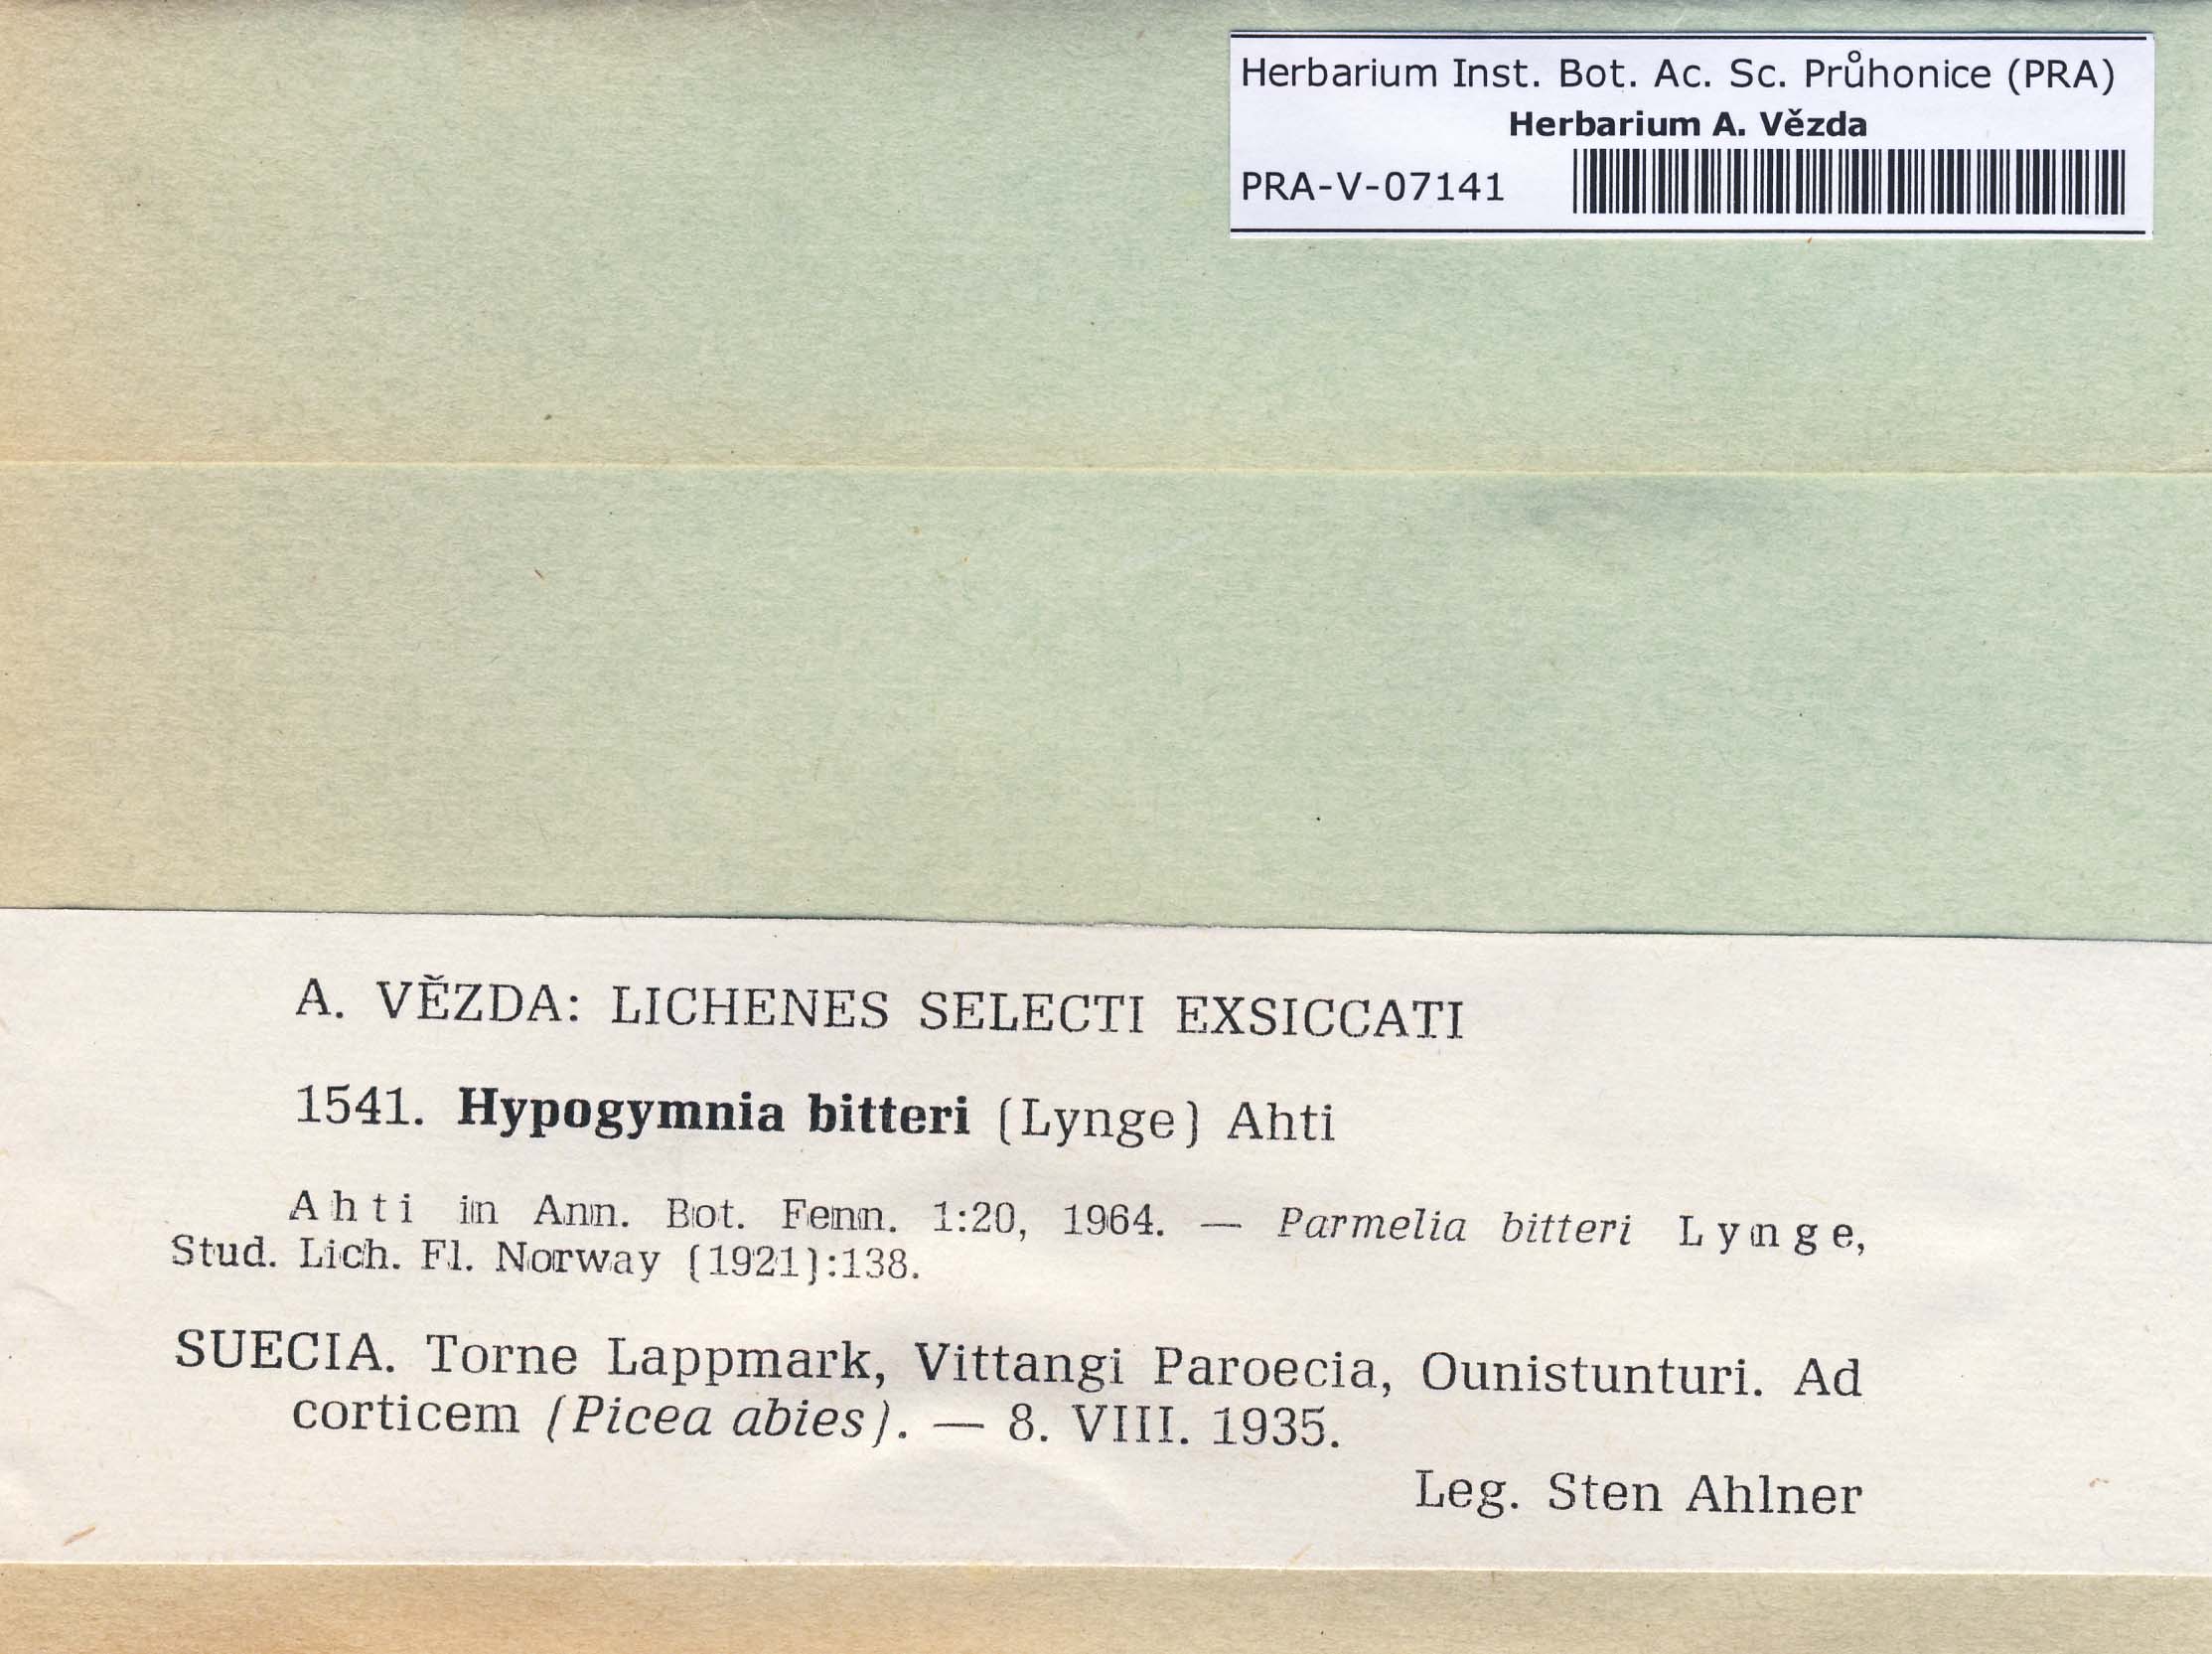 Herbarium Inst. Bot. Ac. Sc. Průhonice (PRA)
Herbarium A. Vězda
PRA-V-07141
A. VĚZDA: LICHENES SELECTI EXSICCATI
1541. Hypogymnia bitteri (Lynge) Ahti
Ahti in Ann. Bot. Fenn. 1:20, 1964. — Parmelia bitteri Lynge,
Stud. Lich. Fl. Norway (1921):138.
SUECIA. Torne Lappmark, Vittangi Paroecia, Ounistunturi. Ad
corticem (Picea abies). — 8. VIII. 1935.
Leg. Sten Ahlner